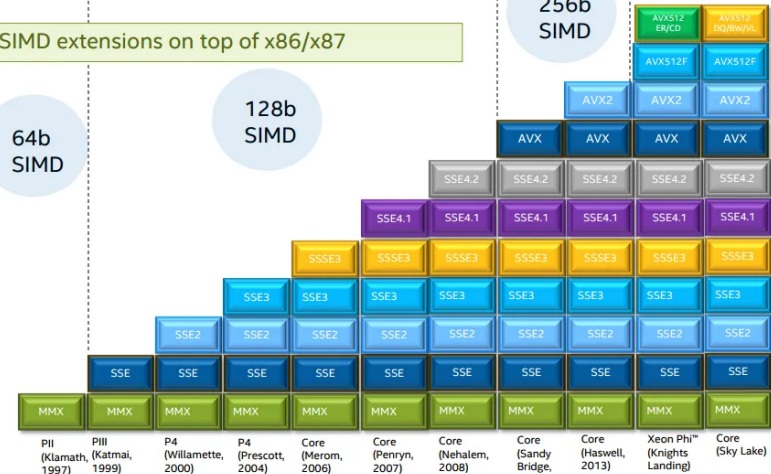 256b
SIMD
AVX512
ER/CD
AVX512
DQ/BW/VL
SIMD extensions on top of x86/x87
AVX512F AVX512F
128b
SIMD
AVX2 AVX2 AVX2
64b
SIMD
AVX AVX AVX AVX
SSE4.2 SSE4.2 SSE4.2 SSE4.2 SSE4.2
SSE4.1 SSE4.1 SSE4.1 SSE4.1 SSE4.1 SSE4.1
SSSE3 SSSE3 SSSE3 SSSE3 SSSE3 SSSE3 SSSE3
SSE3 SSE3 SSE3 SSE3 SSE3 SSE3 SSE3 SSE3
SSE2 SSE2 SSE2 SSE2 SSE2 SSE2 SSE2 SSE2 SSE2
SSE SSE SSE SSE SSE SSE SSE SSE SSE SSE
MMX MMX MMX MMX MMX MMX MMX MMX MMX MMX MMX
PII
(Klamath,
1997)
PIII
(Katmai,
1999)
P4
(Willamette,
2000)
P4
(Prescott,
2004)
Core
(Merom,
2006)
Core
(Penryn,
2007)
Core
(Nehalem,
2008)
Core
(Sandy
Bridge,
Core
(Haswell,
2013)
Xeon Phi™
(Knights
Landing)
Core
(Sky Lake)